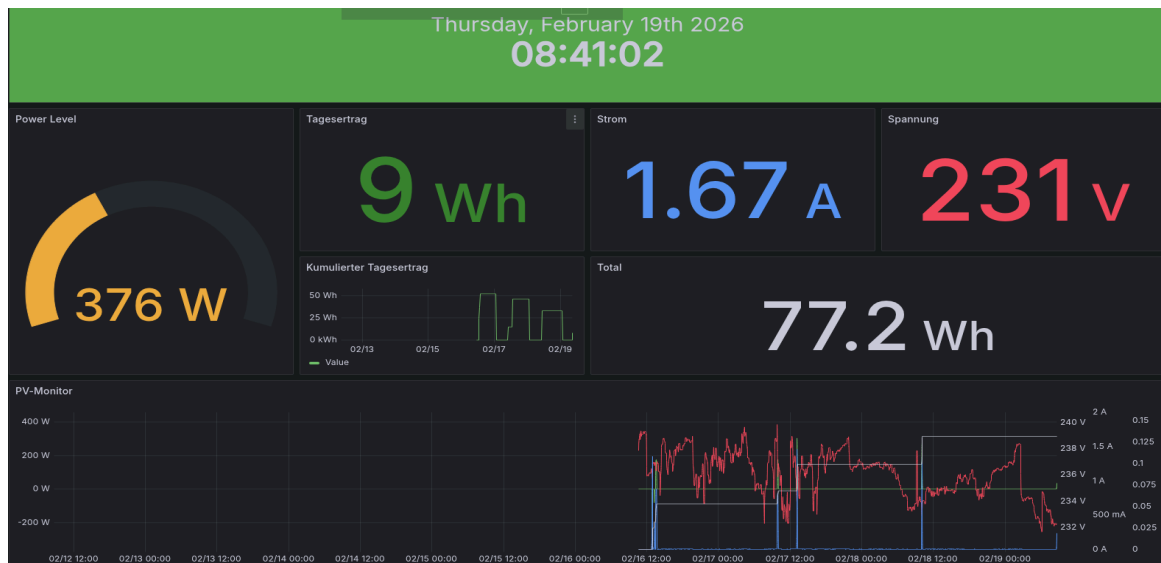 Thursday, February 19th 2026
08:41:02
Power Level
376 W
Tagesertrag
9 Wh
Strom
1.67 A
Spannung
231 V
Kumulierter Tagesertrag
50 Wh
25 Wh
0 kWh
02/13 02/15 02/17 02/19
Value
Total
77.2 Wh
PV-Monitor
400 W
200 W
0 W
-200 W
240 V
238 V
236 V
234 V
232 V
2 A
1.5 A
1 A
500 mA
0 A
0.15
0.125
0.1
0.075
0.05
0.025
0
02/12 12:00 02/13 00:00 02/13 12:00 02/14 00:00 02/14 12:00 02/15 00:00 02/15 12:00 02/16 00:00 02/16 12:00 02/17 00:00 02/17 12:00 02/18 00:00 02/18 12:00 02/19 00:00